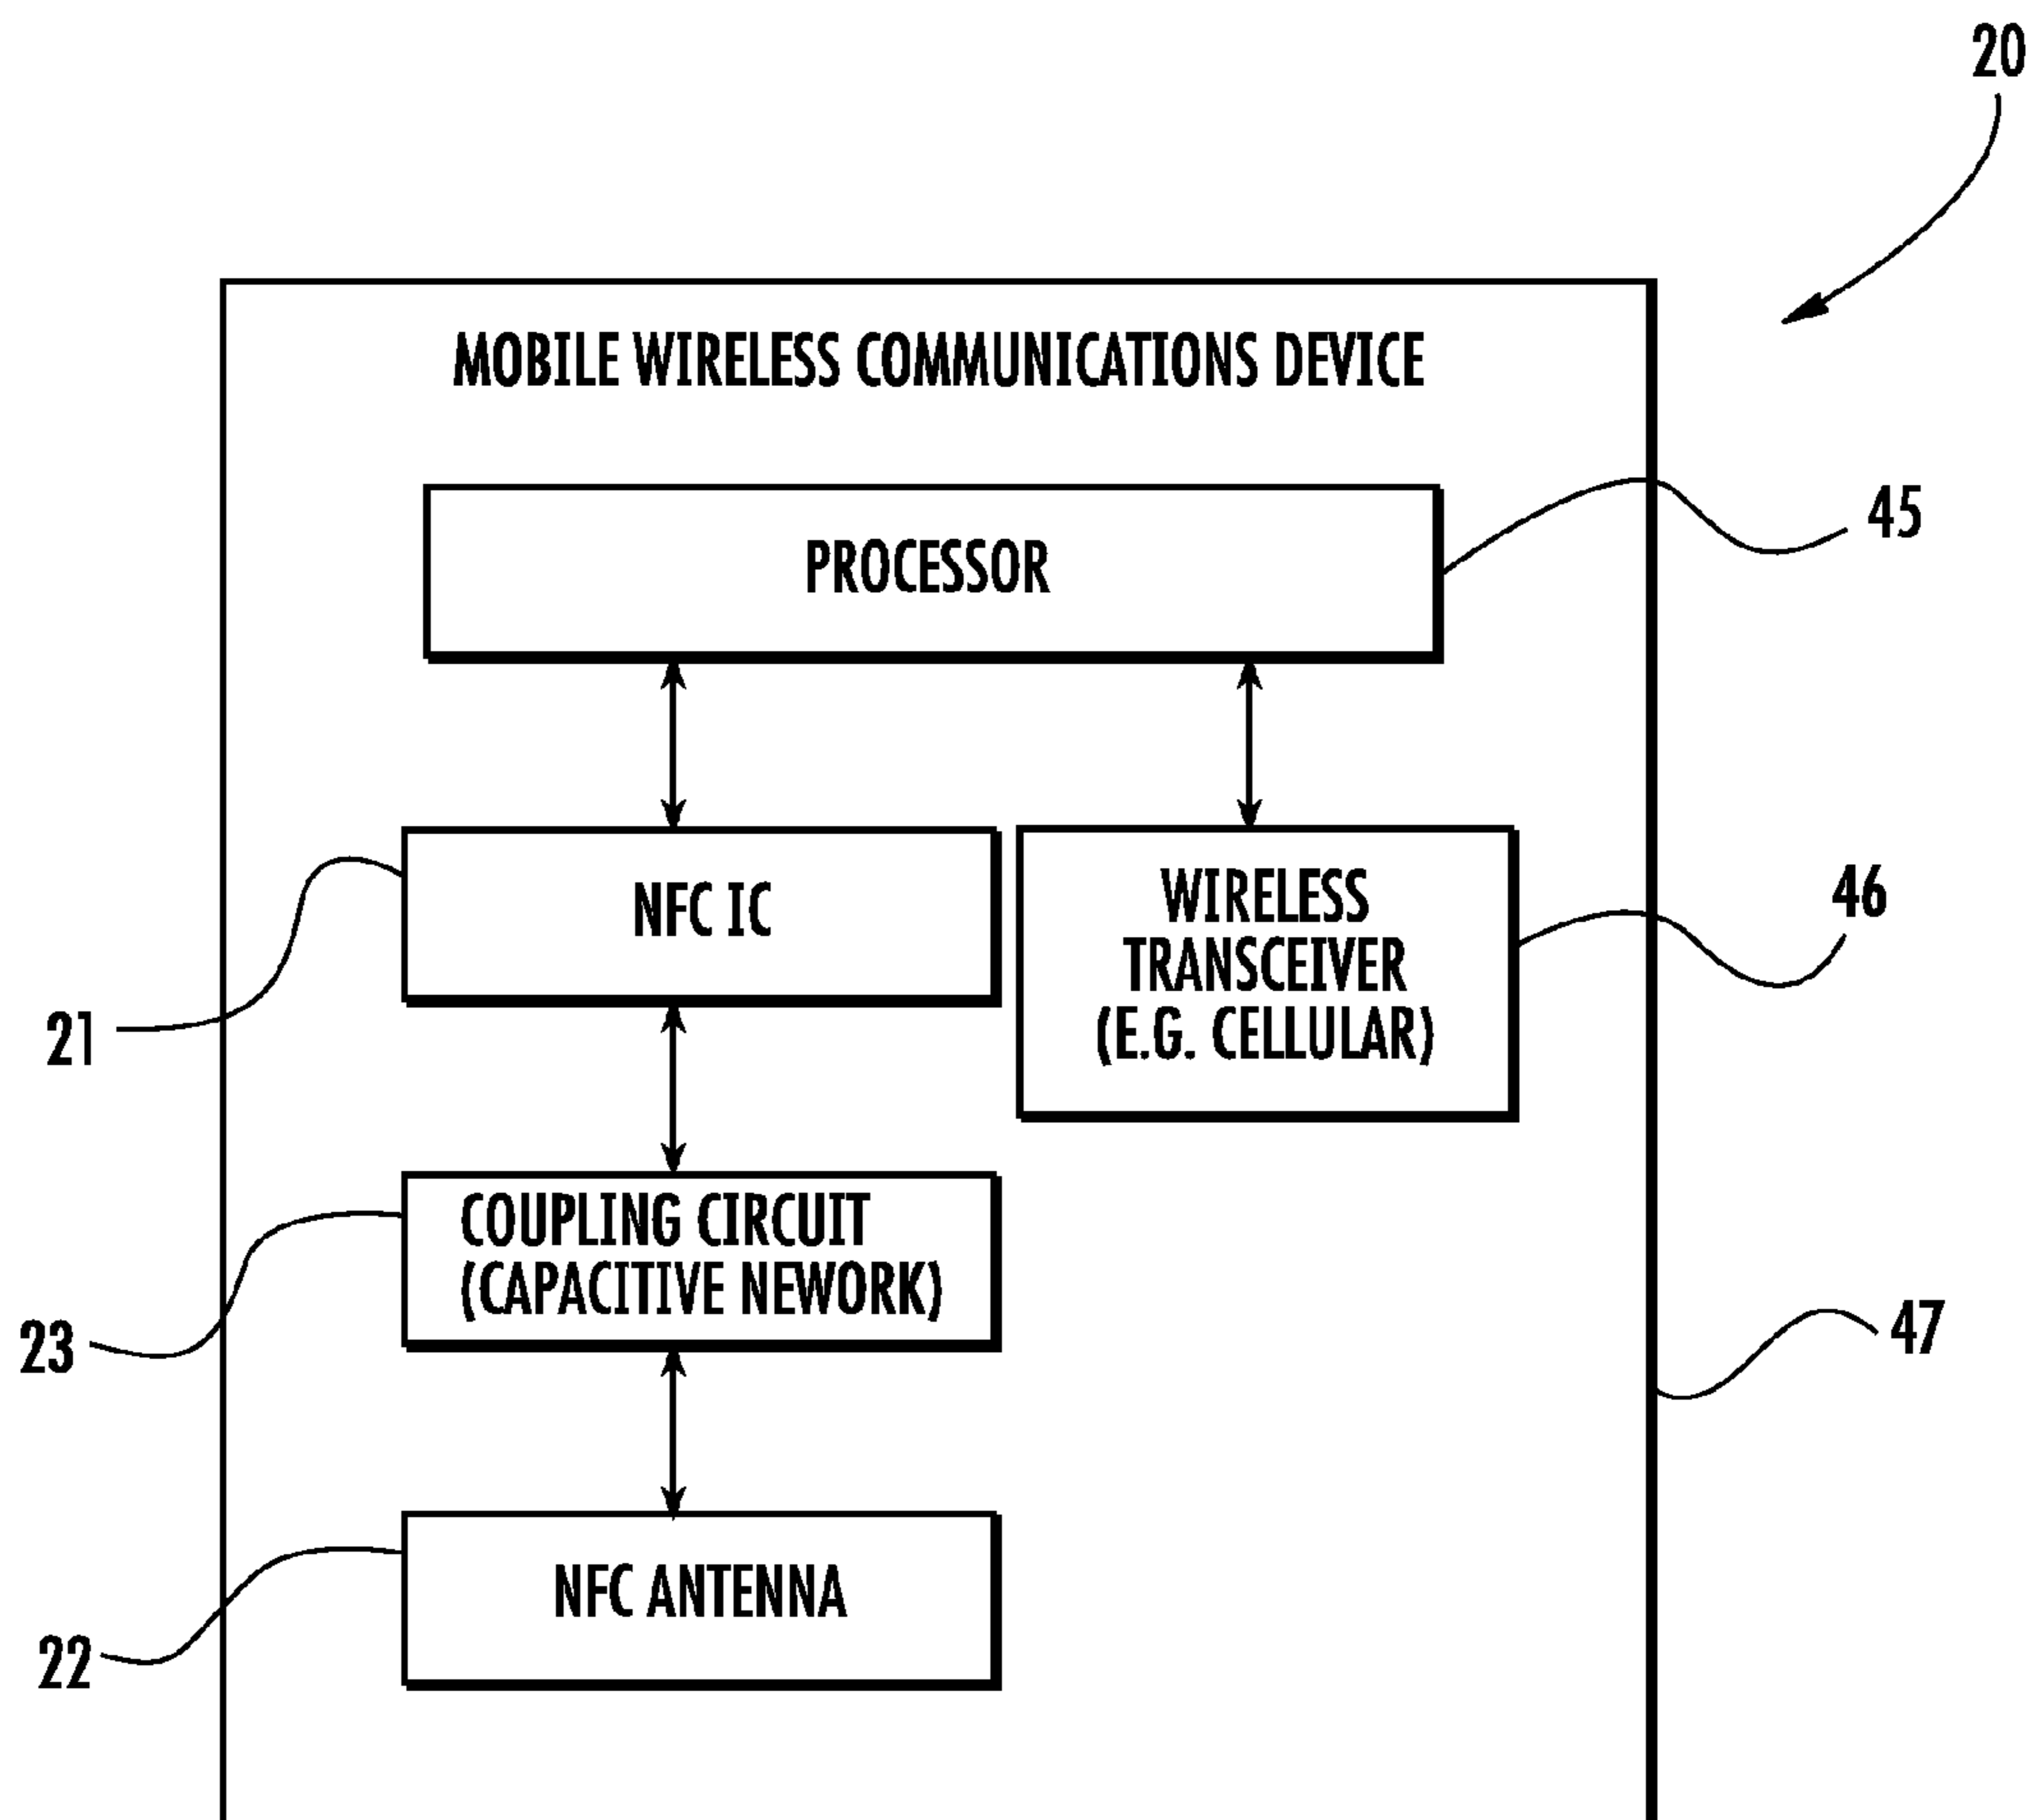 20
MOBILE WIRELESS COMMUNICATIONS DEVICE
PROCESSOR
45
NFC IC
WIRELESS
TRANSCEIVER
(E.G. CELLULAR)
46
21
COUPLING CIRCUIT
(CAPACITIVE NEWORK)
23
47
NFC ANTENNA
22